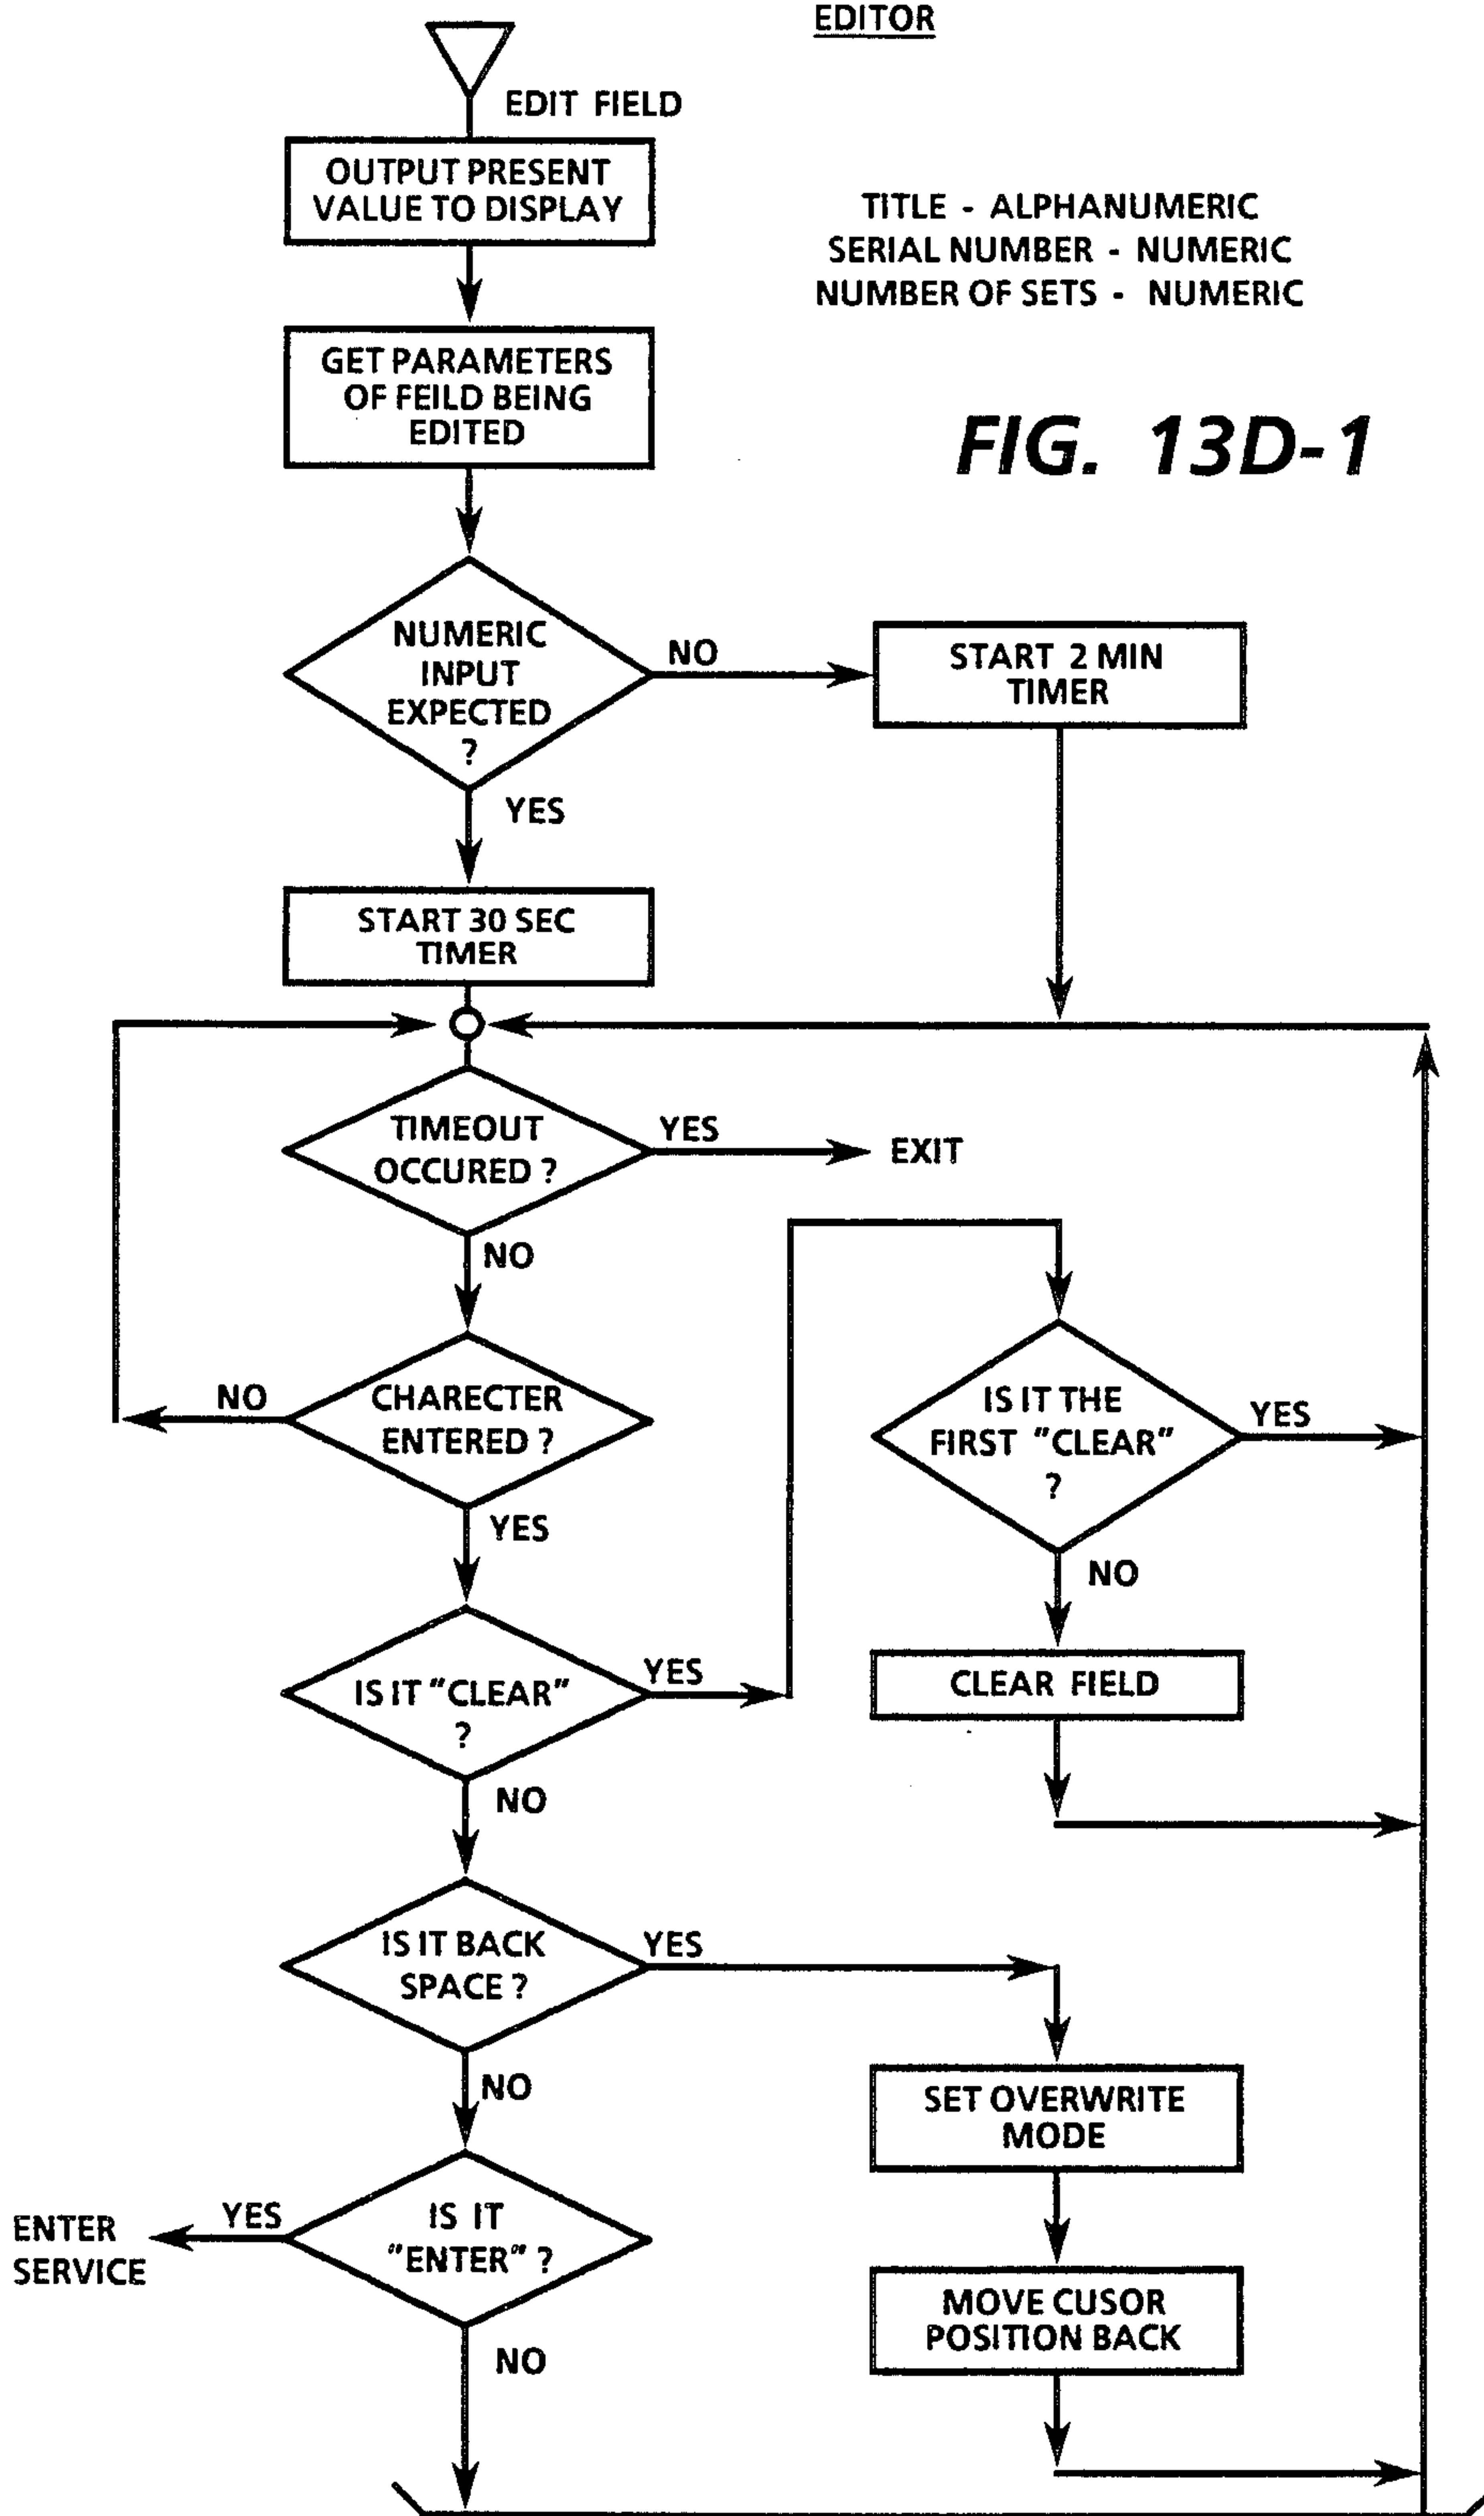 EDITOR
EDIT FIELD
OUTPUT PRESENT
VALUE TO DISPLAY
TITLE - ALPHANUMERIC
SERIAL NUMBER - NUMERIC
NUMBER OF SETS - NUMERIC
GET PARAMETERS
OF FEILD BEING
EDITED
FIG. 13D-1
NUMERIC
INPUT
EXPECTED
?
NO
START 2 MIN
TIMER
YES
START 30 SEC
TIMER
TIMEOUT
OCCURED ?
YES
EXIT
NO
CHARECTER
ENTERED ?
NO
YES
IS IT THE
FIRST "CLEAR"
?
YES
NO
CLEAR FIELD
IS IT "CLEAR"
?
YES
NO
IS IT BACK
SPACE ?
YES
NO
SET OVERWRITE
MODE
IS IT
"ENTER" ?
YES
ENTER
SERVICE
MOVE CUSOR
POSITION BACK
NO